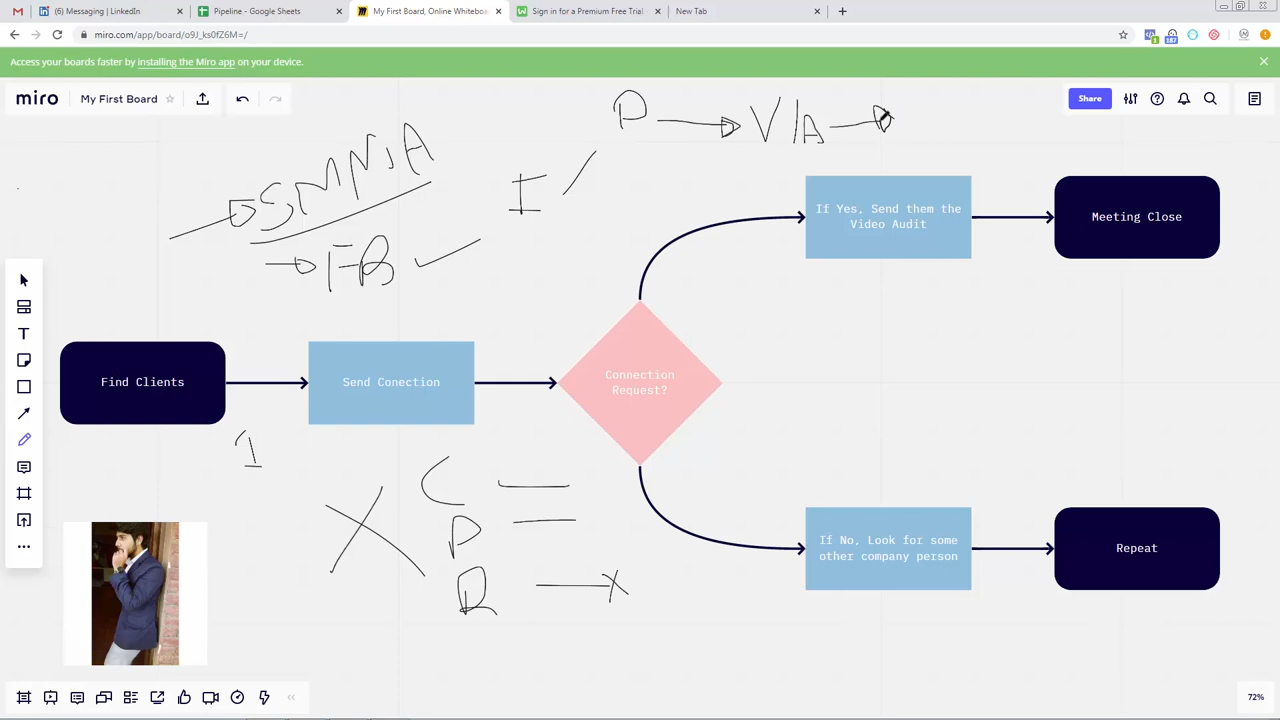 (6) Messaging | LinkedIn
Pipeline - Google Sheets
My First Board, Online Whiteboa
Sign in for a Premium Free Trial
New Tab
miro.com/app/board/o9J_ks0fZ6M=/
Access your boards faster by installing the Miro app on your device.
miro
My First Board
Share
P
V/A
SMMA
I
FB
If Yes, Send them the
Video Audit
Meeting Close
Find Clients
Send Conection
Connection
Request?
1
C
P
R
X
If No, Look for some
other company person
Repeat
72%